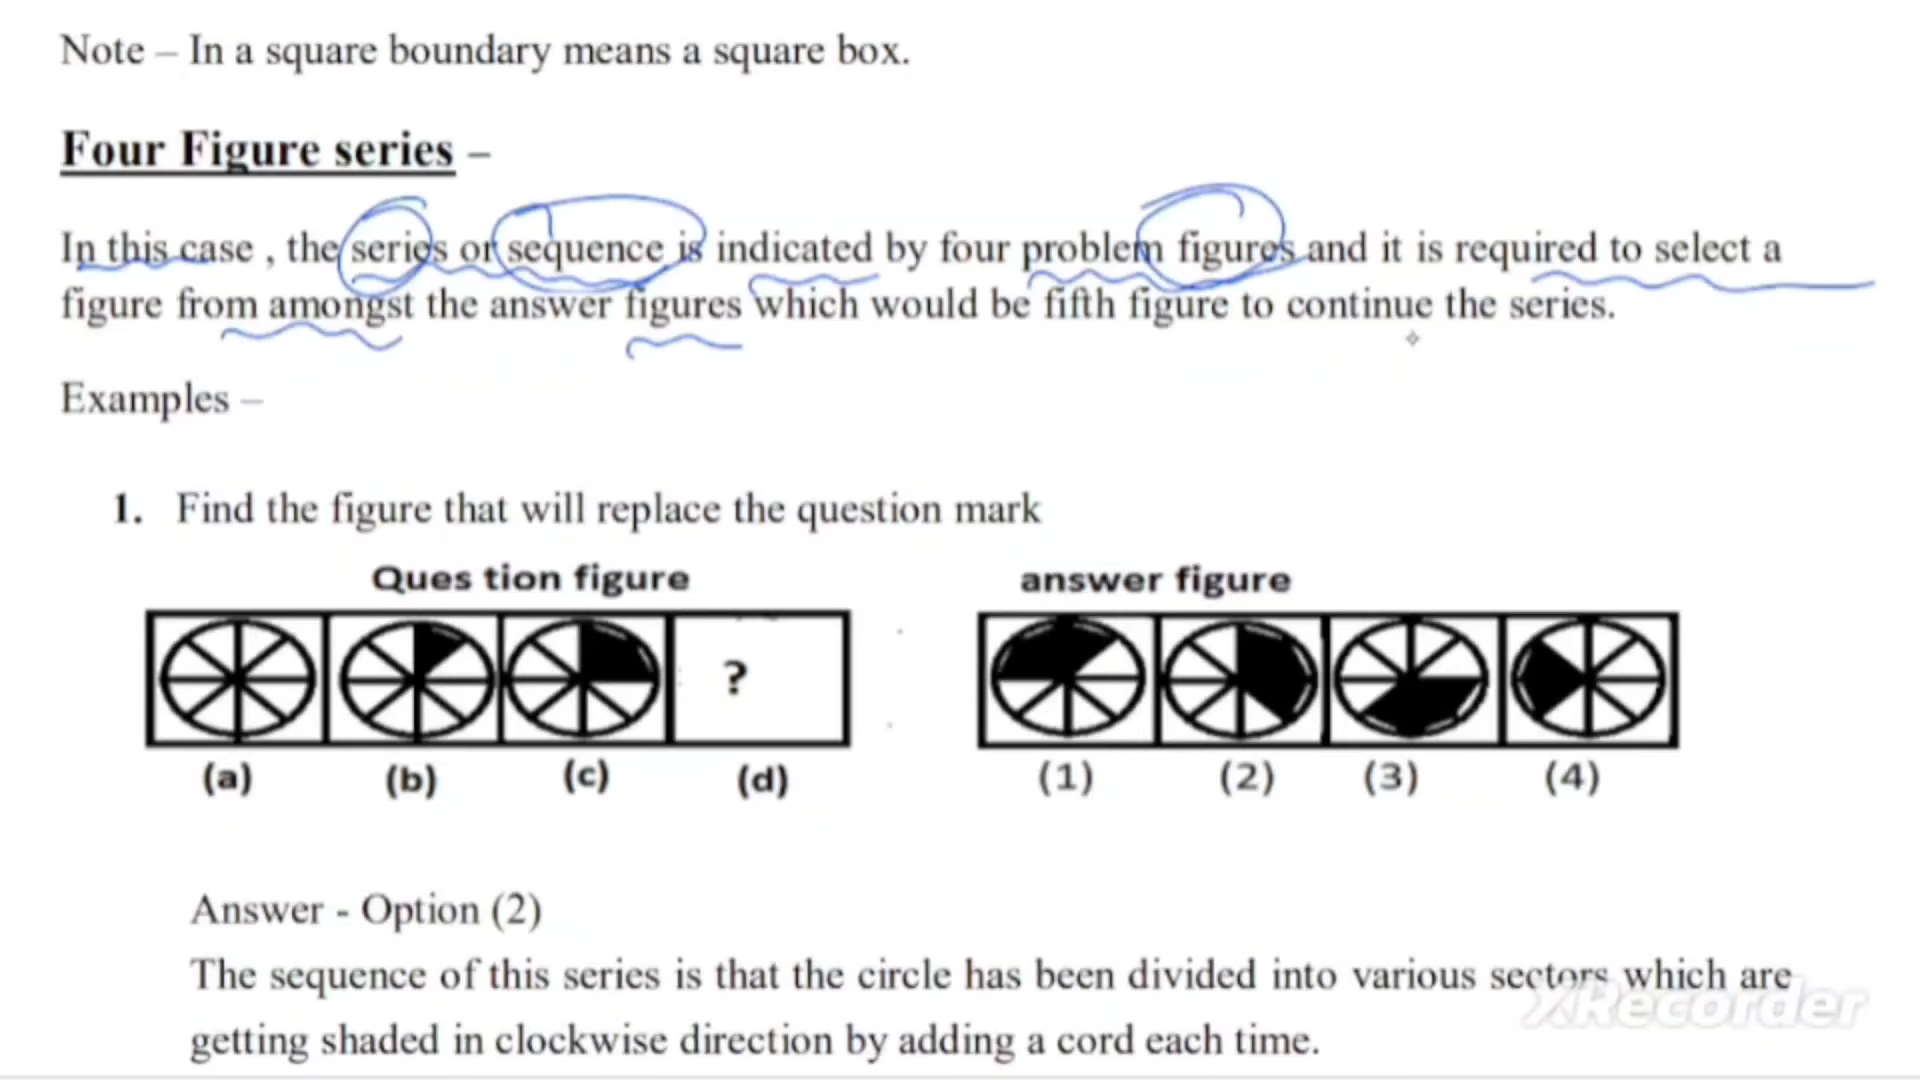 Note – In a square boundary means a square box.
Four Figure series –
In this case , the series or sequence is indicated by four problem figures and it is required to select a
figure from amongst the answer figures which would be fifth figure to continue the series.
Examples –
1. Find the figure that will replace the question mark
Ques tion figure
answer figure
?
(a) (b) (c) (d)
(1) (2) (3) (4)
Answer - Option (2)
The sequence of this series is that the circle has been divided into various sectors which are
getting shaded in clockwise direction by adding a cord each time.
XRecorder